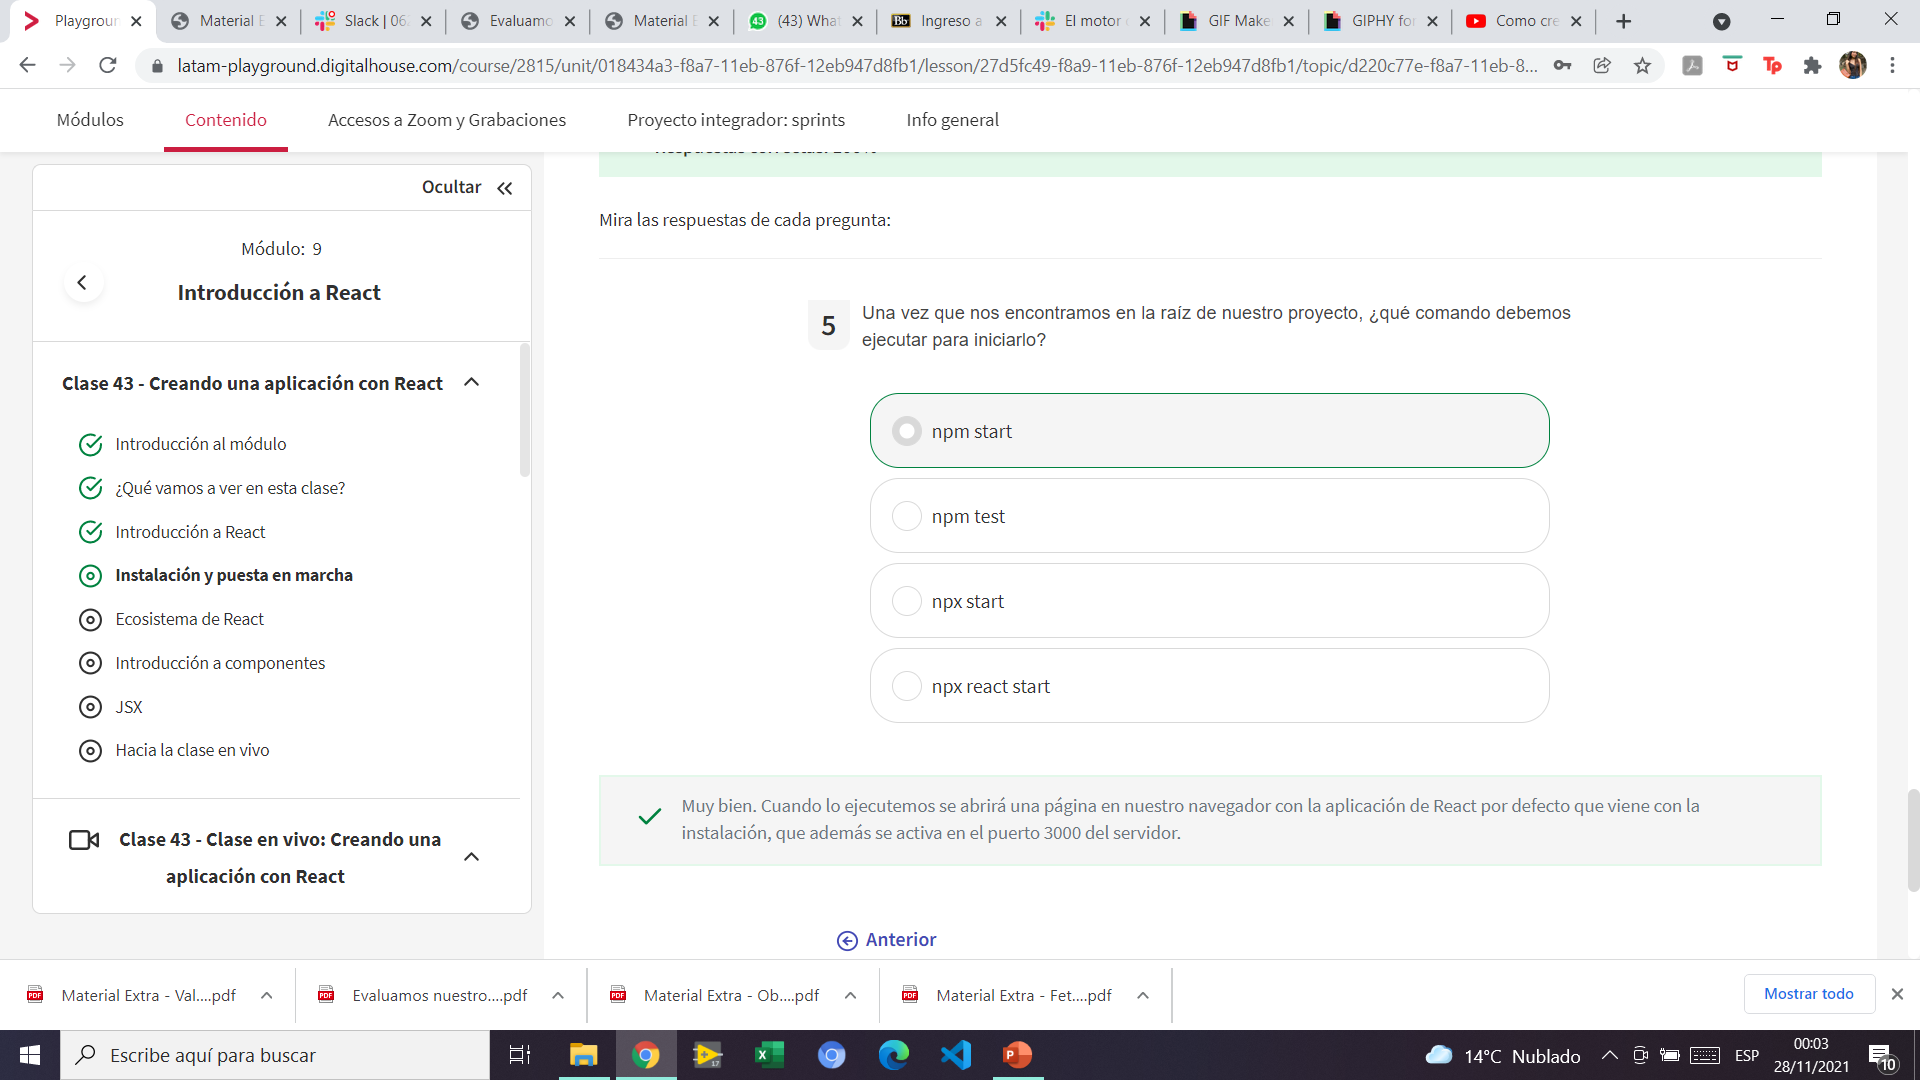 Playgroun
Material E
Slack | 062
Evaluamo
Material E
(43) What
Ingreso a
El motor
GIF Make
GIPHY for
Como cre
latam-playground.digitalhouse.com/course/2815/unit/018434a3-f8a7-11eb-876f-12eb947d8fb1/lesson/27d5fc49-f8a9-11eb-876f-12eb947d8fb1/topic/d220c77e-f8a7-11eb-8...
Módulos
Contenido
Accesos a Zoom y Grabaciones
Proyecto integrador: sprints
Info general
Ocultar
Módulo: 9
Introducción a React
Clase 43 - Creando una aplicación con React
Introducción al módulo
¿Qué vamos a ver en esta clase?
Introducción a React
Instalación y puesta en marcha
Ecosistema de React
Introducción a componentes
JSX
Hacia la clase en vivo
Clase 43 - Clase en vivo: Creando una
aplicación con React
Mira las respuestas de cada pregunta:
5
Una vez que nos encontramos en la raíz de nuestro proyecto, ¿qué comando debemos
ejecutar para iniciarlo?
npm start
npm test
npx start
npx react start
Muy bien. Cuando lo ejecutemos se abrirá una página en nuestro navegador con la aplicación de React por defecto que viene con la
instalación, que además se activa en el puerto 3000 del servidor.
Anterior
Material Extra - Val....pdf
Evaluamos nuestro....pdf
Material Extra - Ob....pdf
Material Extra - Fet....pdf
Mostrar todo
Escribe aquí para buscar
14°C Nublado
ESP
00:03
28/11/2021
10